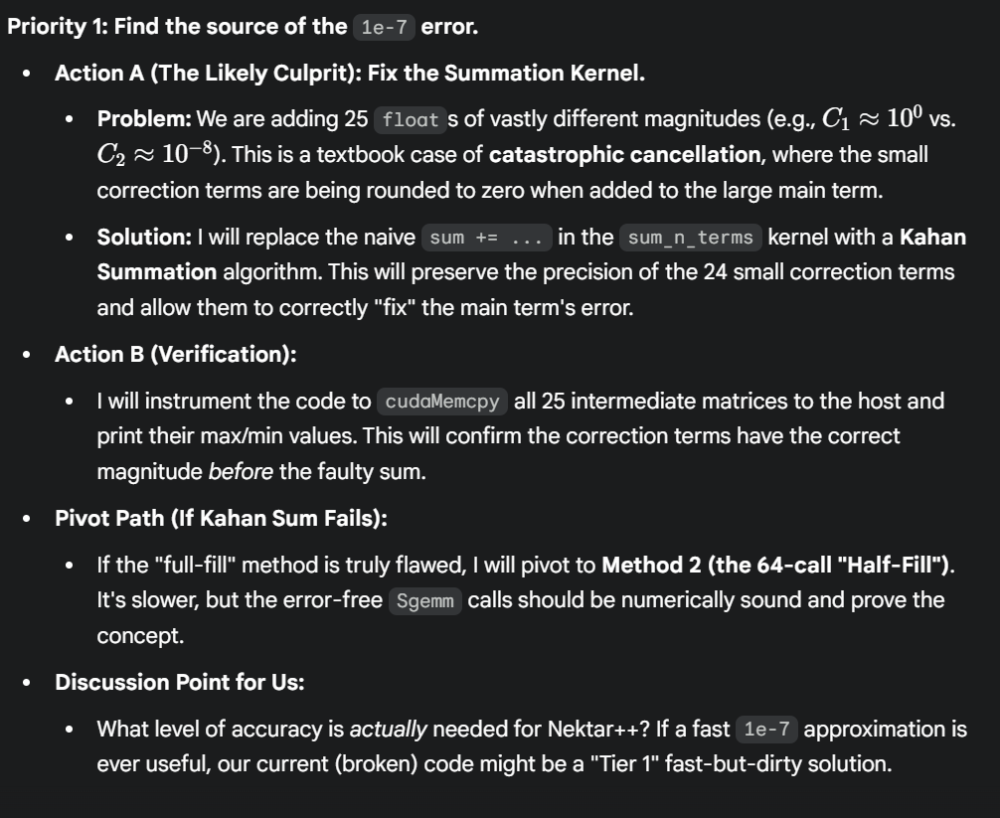 Priority 1: Find the source of the 1e-7 error.
• Action A (The Likely Culprit): Fix the Summation Kernel.
• Problem: We are adding 25 float s of vastly different magnitudes (e.g., C₁ ≈ 10⁰ vs.
C₂ ≈ 10⁻⁸). This is a textbook case of catastrophic cancellation, where the small
correction terms are being rounded to zero when added to the large main term.
• Solution: I will replace the naive sum += ... in the sum_n_terms kernel with a Kahan
Summation algorithm. This will preserve the precision of the 24 small correction terms
and allow them to correctly "fix" the main term's error.
• Action B (Verification):
• I will instrument the code to cudaMemcpy all 25 intermediate matrices to the host and
print their max/min values. This will confirm the correction terms have the correct
magnitude before the faulty sum.
• Pivot Path (If Kahan Sum Fails):
• If the "full-fill" method is truly flawed, I will pivot to Method 2 (the 64-call "Half-Fill").
It's slower, but the error-free Sgemm calls should be numerically sound and prove the
concept.
• Discussion Point for Us:
• What level of accuracy is actually needed for Nektar++? If a fast 1e-7 approximation is
ever useful, our current (broken) code might be a "Tier 1" fast-but-dirty solution.